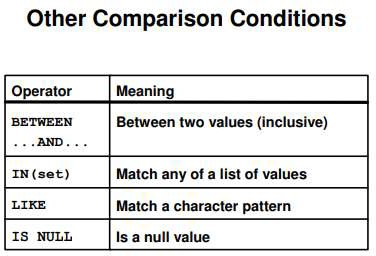 Other Comparison Conditions
Operator Meaning
BETWEEN Between two values (inclusive)
...AND...
IN(set) Match any of a list of values
LIKE Match a character pattern
IS NULL Is a null value